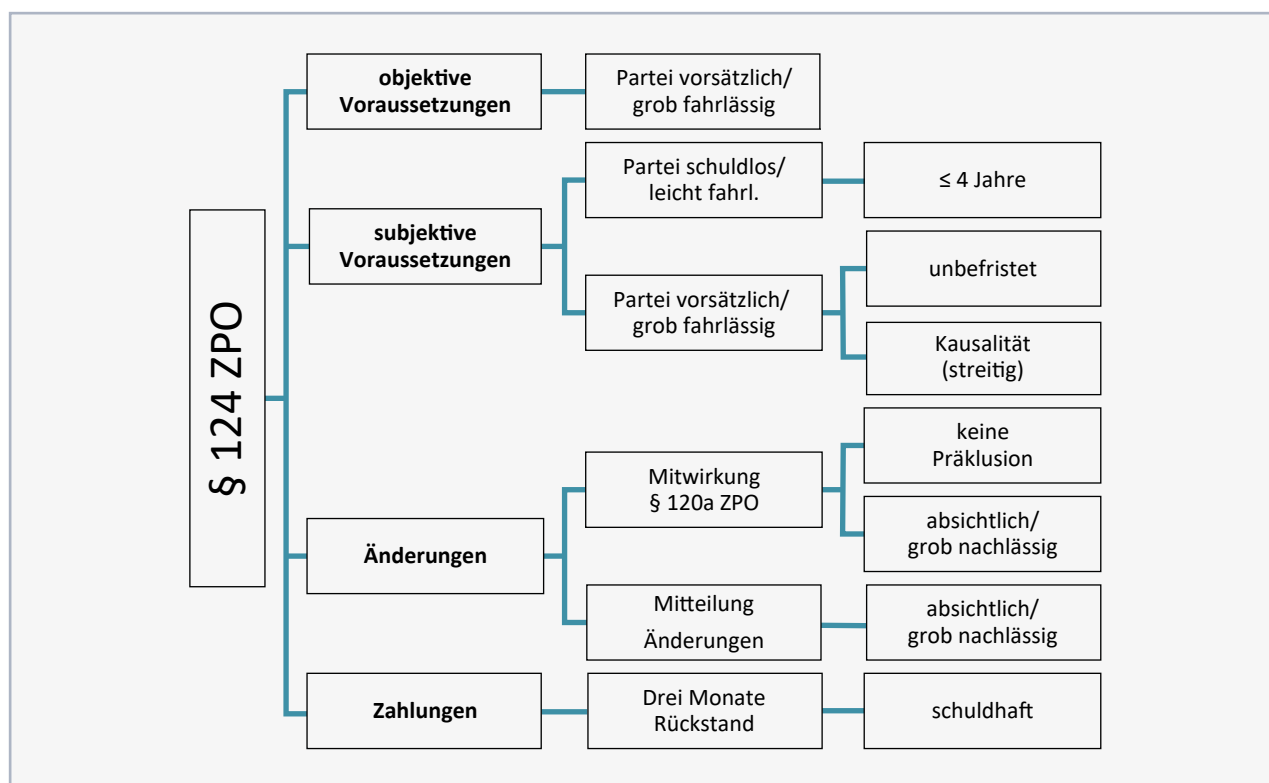 § 124 ZPO
objektive
Voraussetzungen
Partei vorsätzlich/
grob fahrlässig
subjektive
Voraussetzungen
Partei schuldlos/
leicht fahrl.
≤ 4 Jahre
Partei vorsätzlich/
grob fahrlässig
unbefristet
Kausalität
(streitig)
Änderungen
Mitwirkung
§ 120a ZPO
keine
Präklusion
absichtlich/
grob nachlässig
Mitteilung
Änderungen
absichtlich/
grob nachlässig
Zahlungen
Drei Monate
Rückstand
schuldhaft